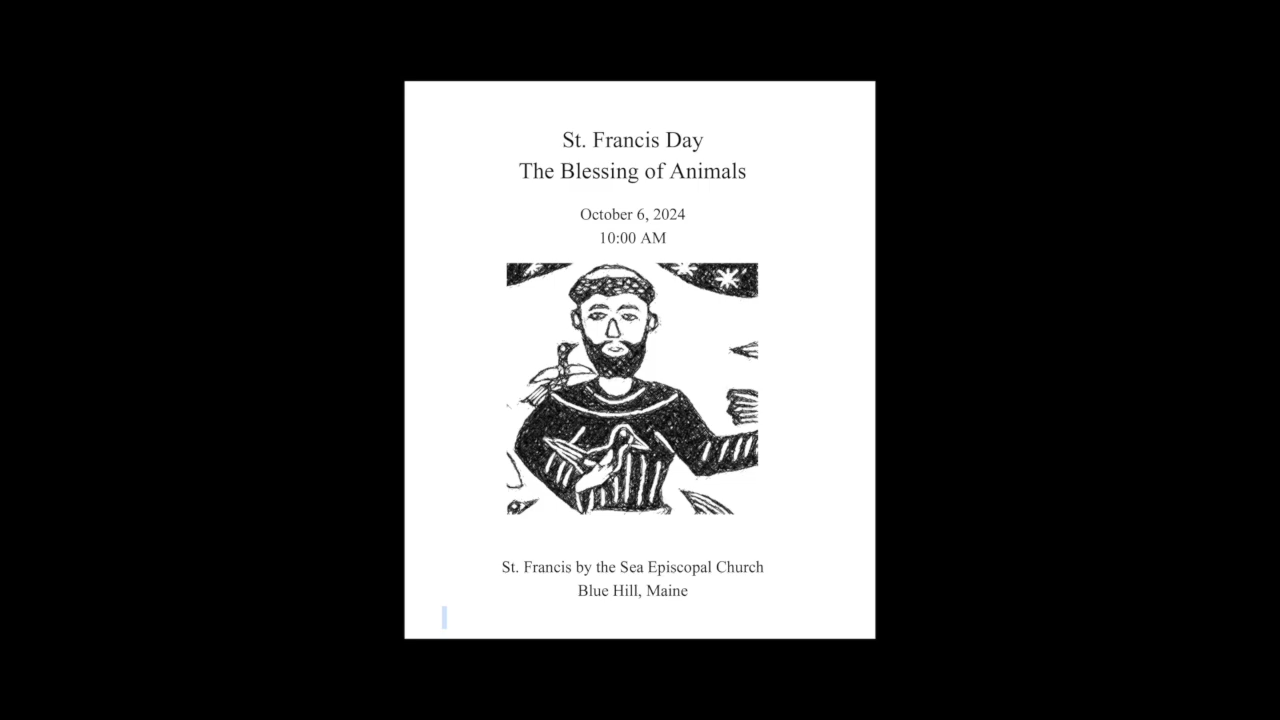 St. Francis Day
The Blessing of Animals
October 6, 2024
10:00 AM
St. Francis by the Sea Episcopal Church
Blue Hill, Maine